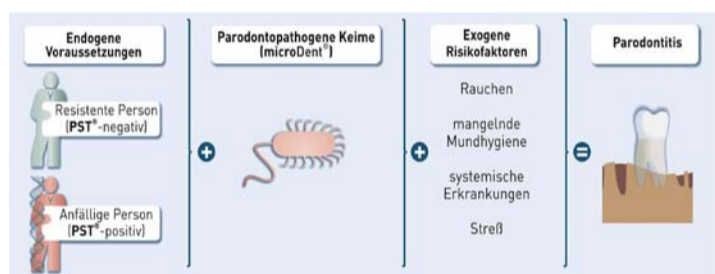 Endogene
Voraussetzungen
Resistente Person
(PST®-negativ)
Anfällige Person
(PST®-positiv)
+
Parodontopathogene Keime
(microDent®)
+
Exogene
Risikofaktoren
Rauchen
mangelnde
Mundhygiene
systemische
Erkrankungen
Streß
=
Parodontitis